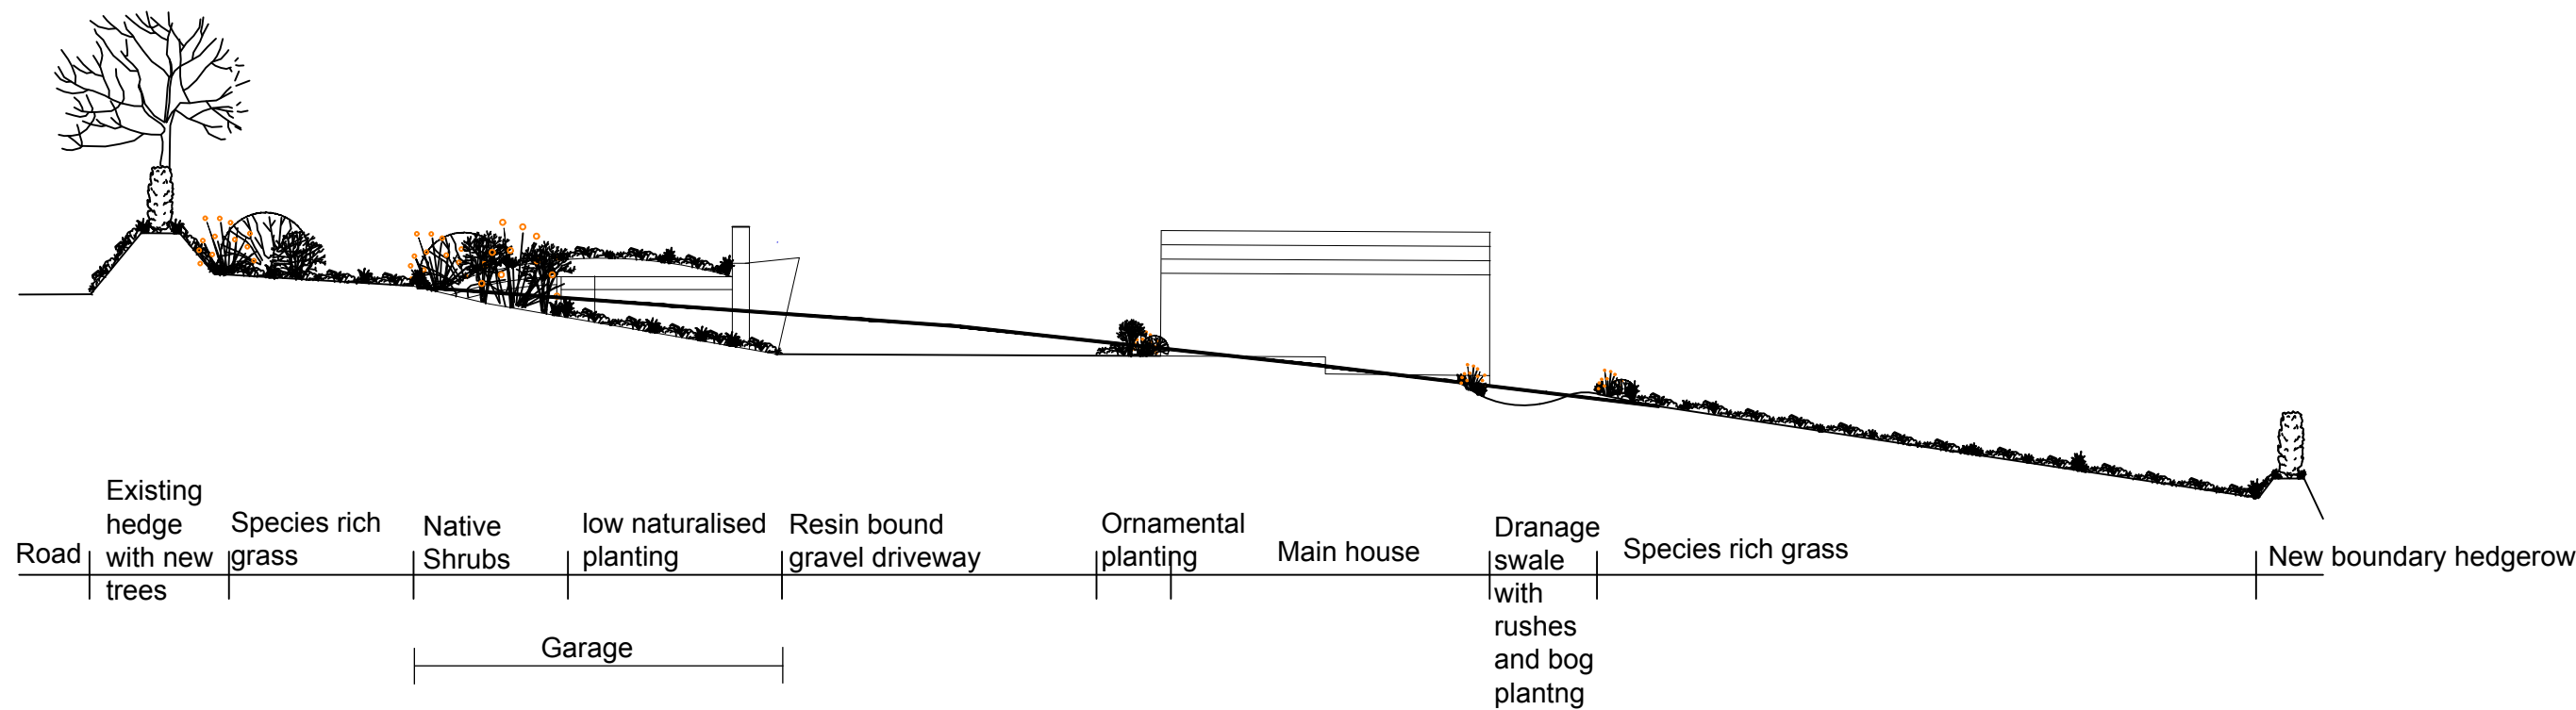 Road
Existing
hedge
with new
trees
Species rich
grass
Native
Shrubs
low naturalised
planting
Resin bound
gravel driveway
Ornamental
planting
Main house
Dranage
swale
with
rushes
and bog
plantng
Species rich grass
New boundary hedgerow
Garage